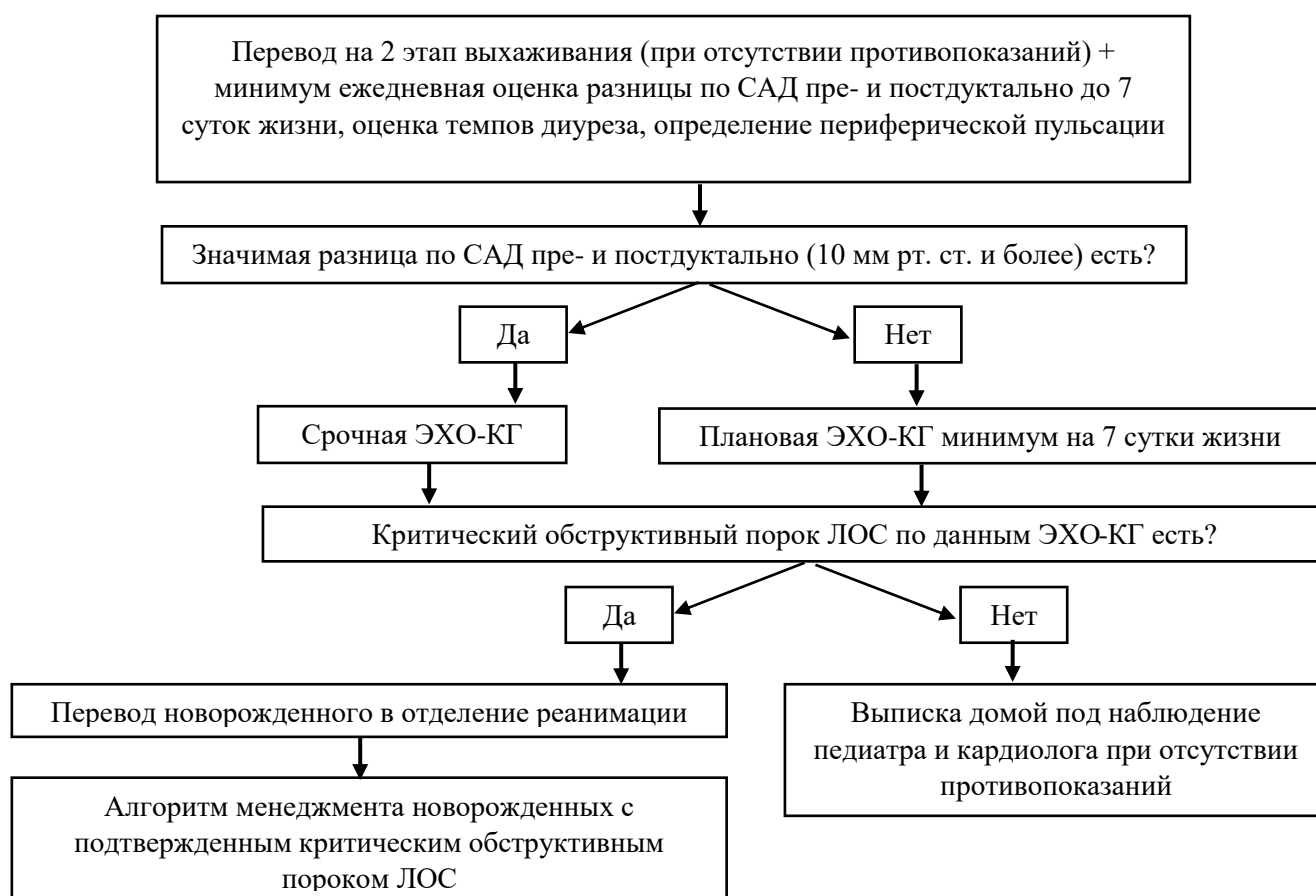 Перевод на 2 этап выхаживания (при отсутствии противопоказаний) +
минимум ежедневная оценка разницы по САД пре- и постдуктально до 7
суток жизни, оценка темпов диуреза, определение периферической пульсации
Значимая разница по САД пре- и постдуктально (10 мм рт. ст. и более) есть?
Да
Нет
Срочная ЭХО-КГ
Плановая ЭХО-КГ минимум на 7 сутки жизни
Критический обструктивный порок ЛОС по данным ЭХО-КГ есть?
Да
Нет
Перевод новорожденного в отделение реанимации
Выписка домой под наблюдение
педиатра и кардиолога при отсутствии
противопоказаний
Алгоритм менеджмента новорожденных с
подтвержденным критическим обструктивным
пороком ЛОС